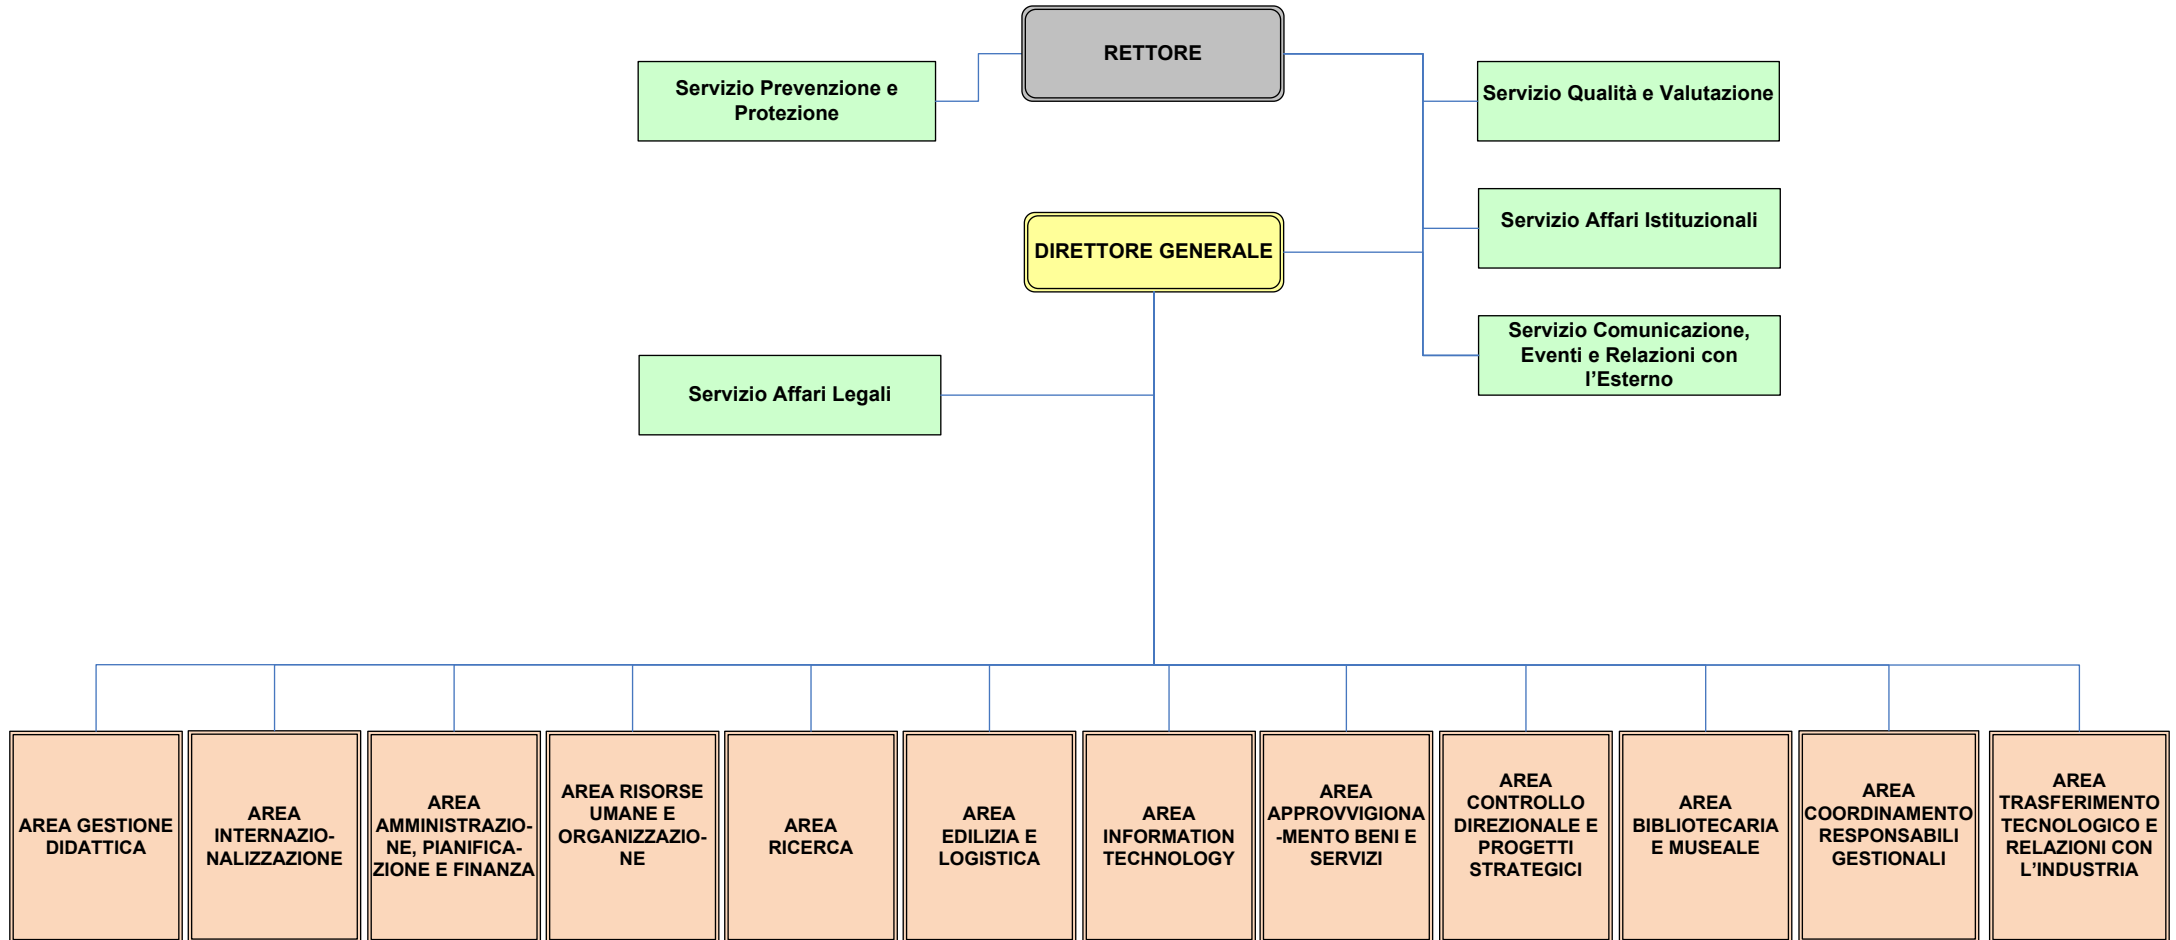 RETTORE
Servizio Prevenzione e
Protezione
Servizio Qualità e Valutazione
Servizio Affari Istituzionali
DIRETTORE GENERALE
Servizio Comunicazione,
Eventi e Relazioni con
l’Esterno
Servizio Affari Legali
AREA GESTIONE
DIDATTICA
AREA
INTERNAZIO-
NALIZZAZIONE
AREA
AMMINISTRAZIO-
NE, PIANIFICA-
ZIONE E FINANZA
AREA RISORSE
UMANE E
ORGANIZZAZIO-
NE
AREA
RICERCA
AREA
EDILIZIA E
LOGISTICA
AREA
INFORMATION
TECHNOLOGY
AREA
APPROVVIGIONA
-MENTO BENI E
SERVIZI
AREA
CONTROLLO
DIREZIONALE E
PROGETTI
STRATEGICI
AREA
BIBLIOTECARIA
E MUSEALE
AREA
COORDINAMENTO
RESPONSABILI
GESTIONALI
AREA
TRASFERIMENTO
TECNOLOGICO E
RELAZIONI CON
L’INDUSTRIA